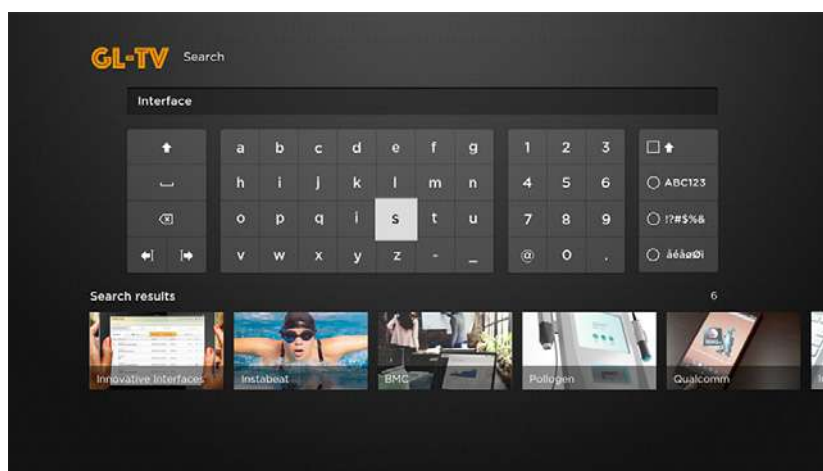 GL-TV Search
Interface
a b c d e f g 1 2 3
h i j k l m n 4 5 6 ABC123
o p q i s t u 7 8 9 !?#$%&
v w x y z - _ @ 0 . åéåøØi
Search results 6
Innovative Interfaces Instabeat BMC Pollogen Qualcomm